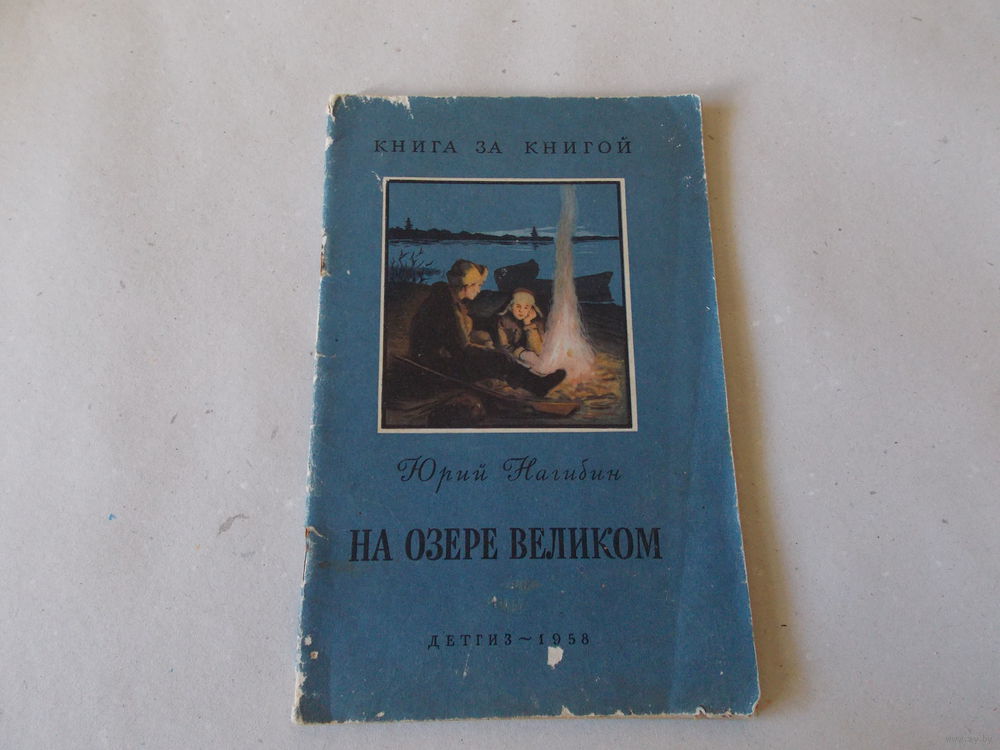 КНИГА ЗА КНИГОЙ
Юрий Нагибин
НА ОЗЕРЕ ВЕЛИКОМ
ДЕТГИЗ~1958